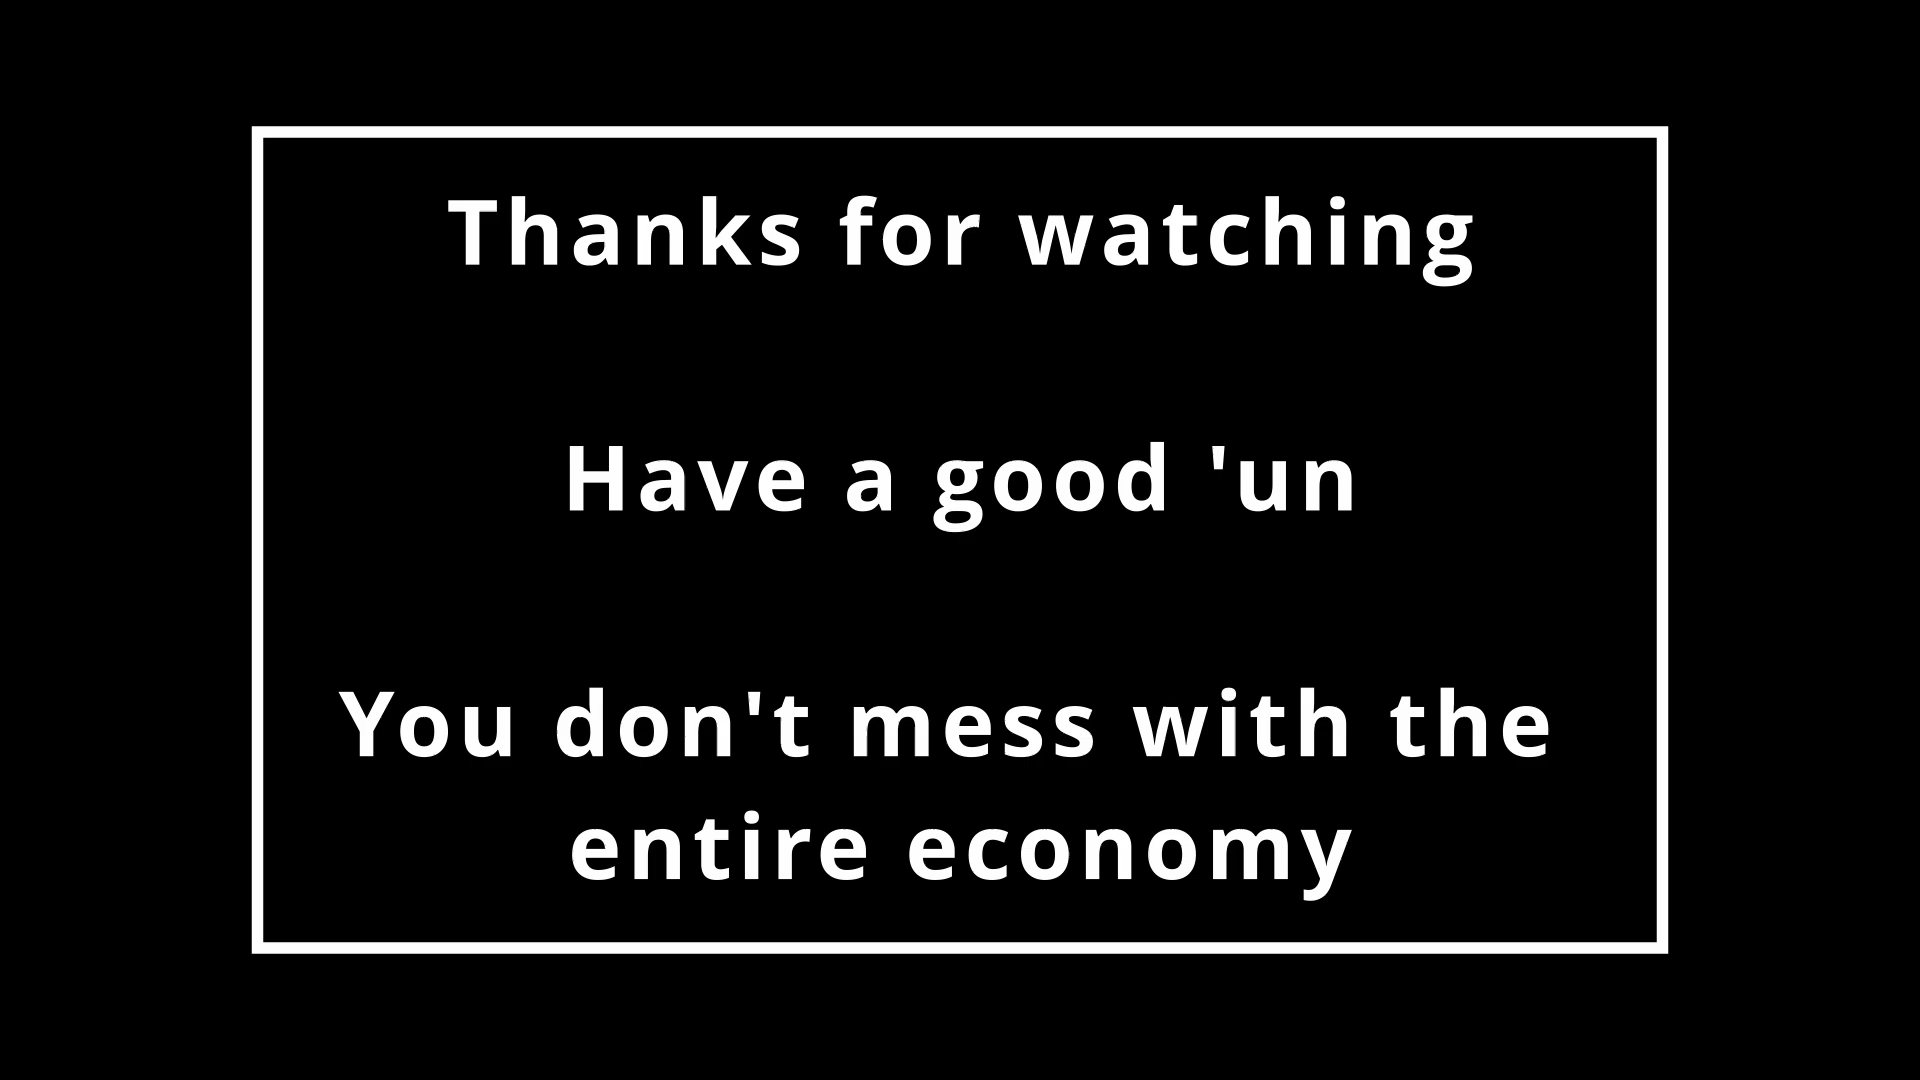 Thanks for watching
Have a good 'un
You don't mess with the
entire economy